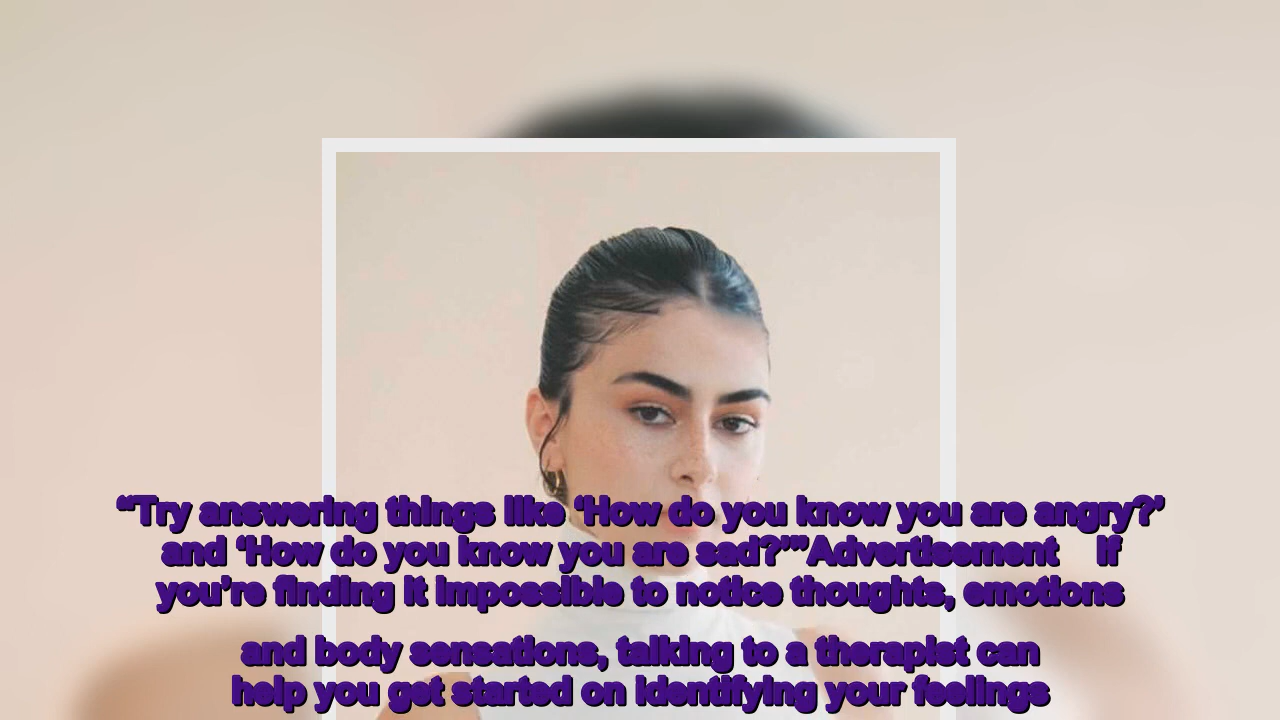 “Try answering things like ‘How do you know you are angry?’
and ‘How do you know you are sad?’”Advertisement    If
you’re finding it impossible to notice thoughts, emotions
and body sensations, talking to a therapist can
help you get started on identifying your feelings